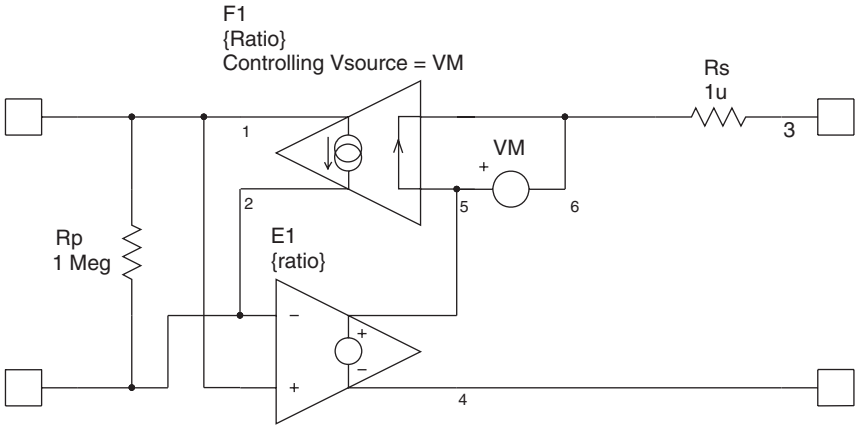 F1
{Ratio}
Controlling Vsource = VM
Rs
1u
1
3
VM
+
2
5
6
Rp
1 Meg
E1
{ratio}
−
+
−
+
4